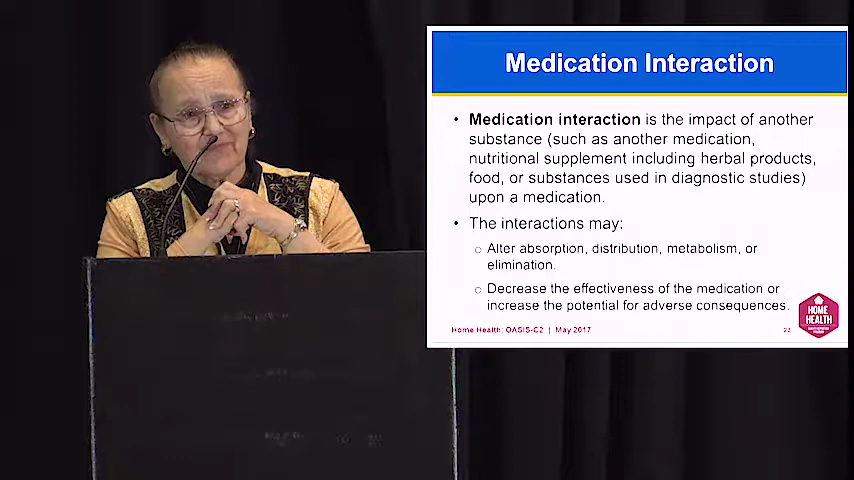 Medication Interaction
• Medication interaction is the impact of another
substance (such as another medication,
nutritional supplement including herbal products,
food, or substances used in diagnostic studies)
upon a medication.
• The interactions may:
○ Alter absorption, distribution, metabolism, or
elimination.
○ Decrease the effectiveness of the medication or
increase the potential for adverse consequences.
HOME
HEALTH
Home Health: OASIS-C2 | May 2017